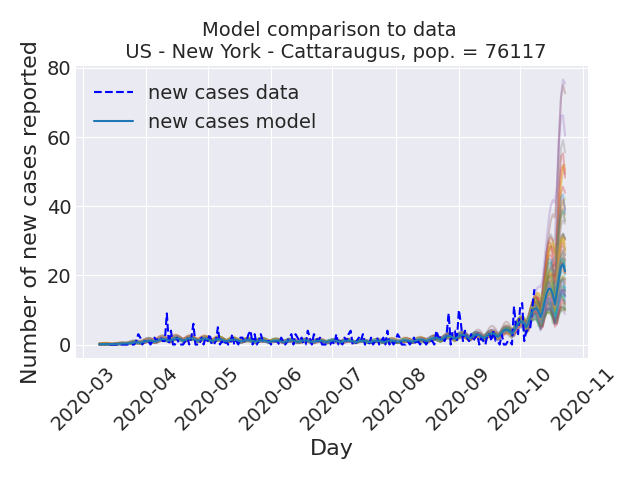 Model comparison to data
US - New York - Cattaraugus, pop. = 76117
Number of new cases reported
80
60
40
20
0
new cases data
new cases model
2020-03
2020-04
2020-05
2020-06
2020-07
2020-08
2020-09
2020-10
2020-11
Day